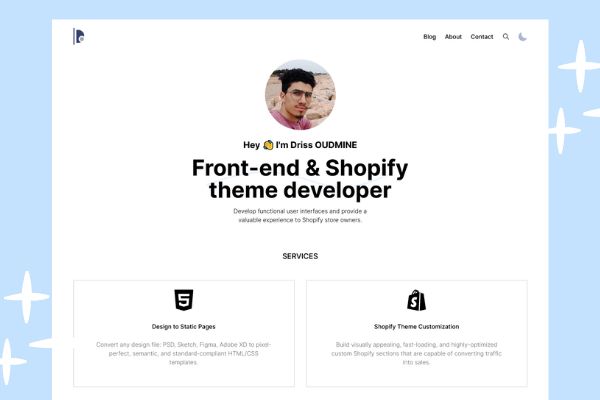 Blog About Contact
Hey 👋 I'm Driss OUDMINE
Front-end & Shopify
theme developer
Develop functional user interfaces and provide a
valuable experience to Shopify store owners.
SERVICES
Design to Static Pages
Convert any design file: PSD, Sketch, Figma, Adobe XD to pixel-
perfect, semantic, and standard-compliant HTML/CSS
templates.
Shopify Theme Customization
Build visually appealing, fast-loading, and highly-optimized
custom Shopify sections that are capable of converting traffic
into sales.